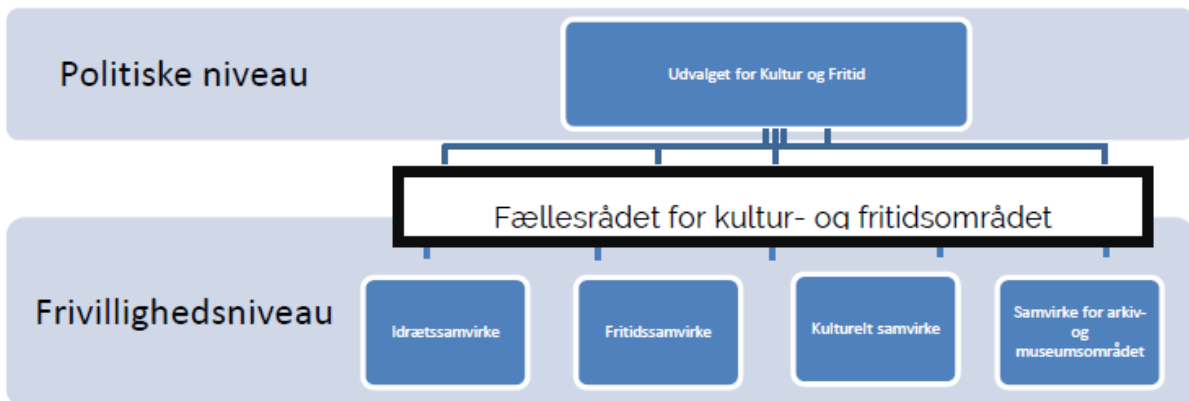 Politiske niveau
Udvalget for Kultur og Fritid
Fællesrådet for kultur- og fritidsområdet
Frivillighedsniveau
Idrætssamvirke
Fritidssamvirke
Kulturelt samvirke
Samvirke for arkiv-
og
museumsområdet